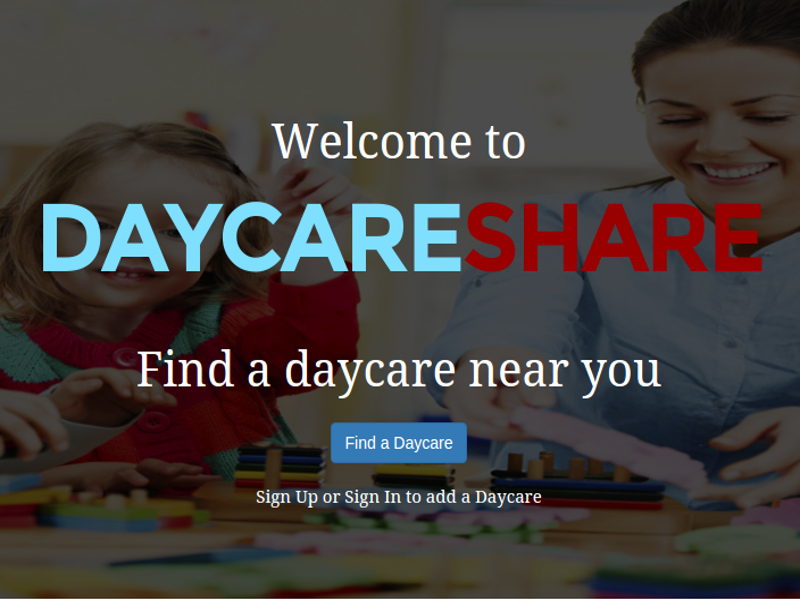 Welcome to
DAYCARESHARE
Find a daycare near you
Find a Daycare
Sign Up or Sign In to add a Daycare